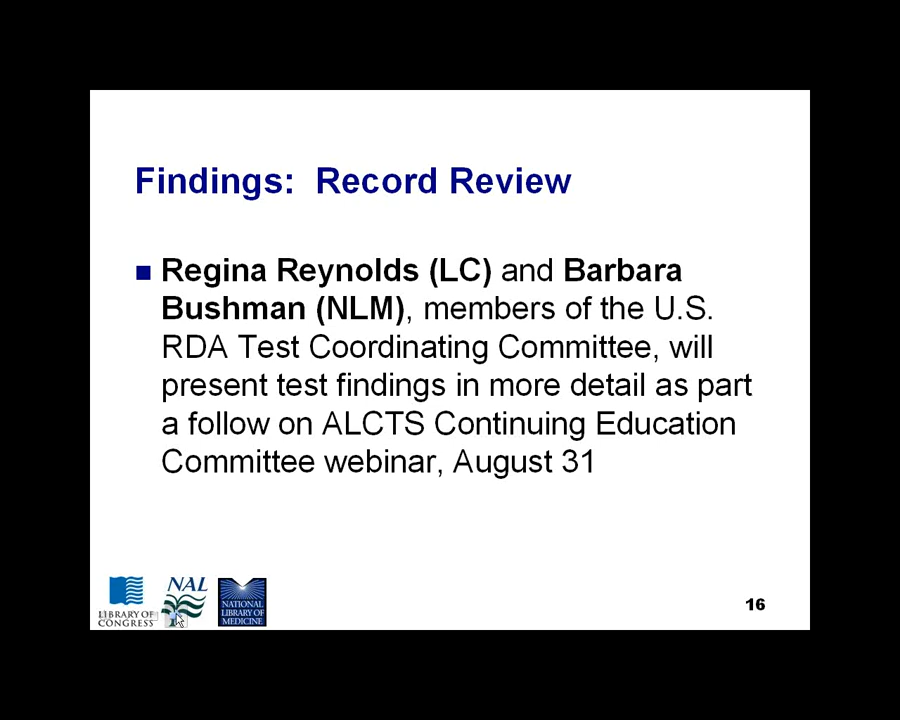 Findings:  Record Review
■ Regina Reynolds (LC) and Barbara
Bushman (NLM), members of the U.S.
RDA Test Coordinating Committee, will
present test findings in more detail as part
a follow on ALCTS Continuing Education
Committee webinar, August 31
LIBRARY OF
CONGRESS
NAL
NATIONAL
LIBRARY OF
MEDICINE
16